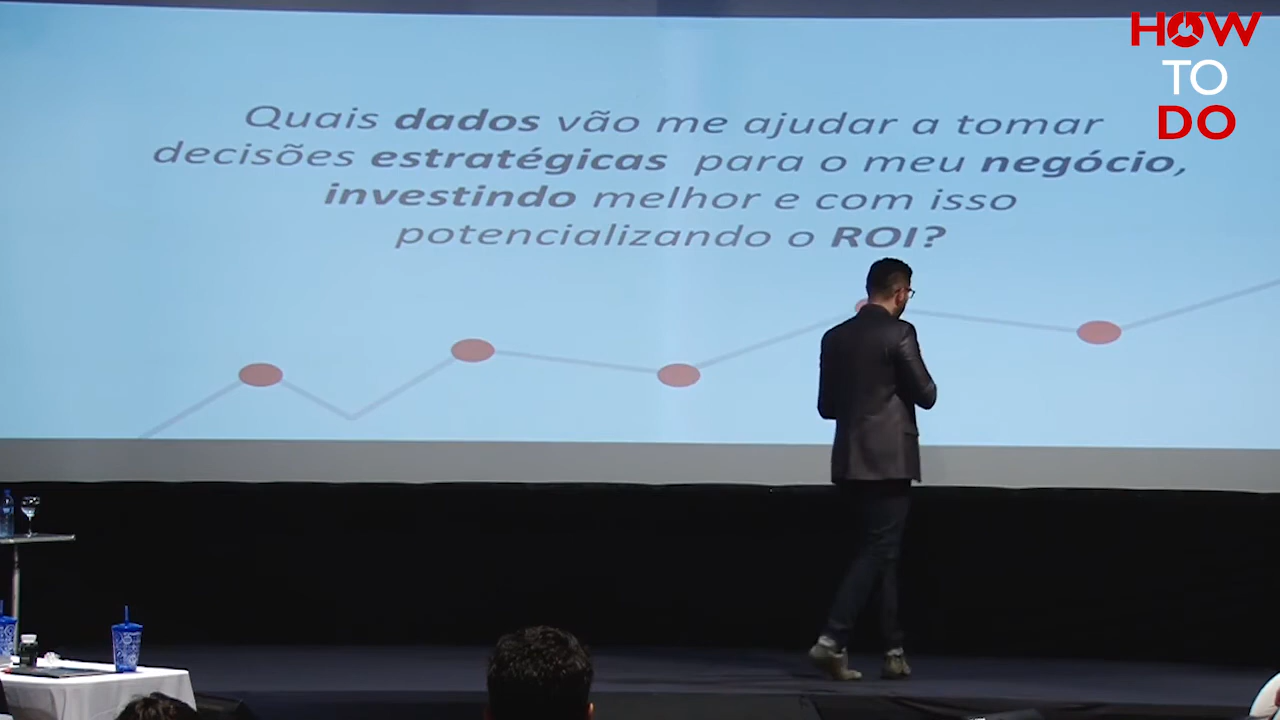 HOW
TO
DO
Quais dados vão me ajudar a tomar
decisões estratégicas para o meu negócio,
investindo melhor e com isso
potencializando o ROI?